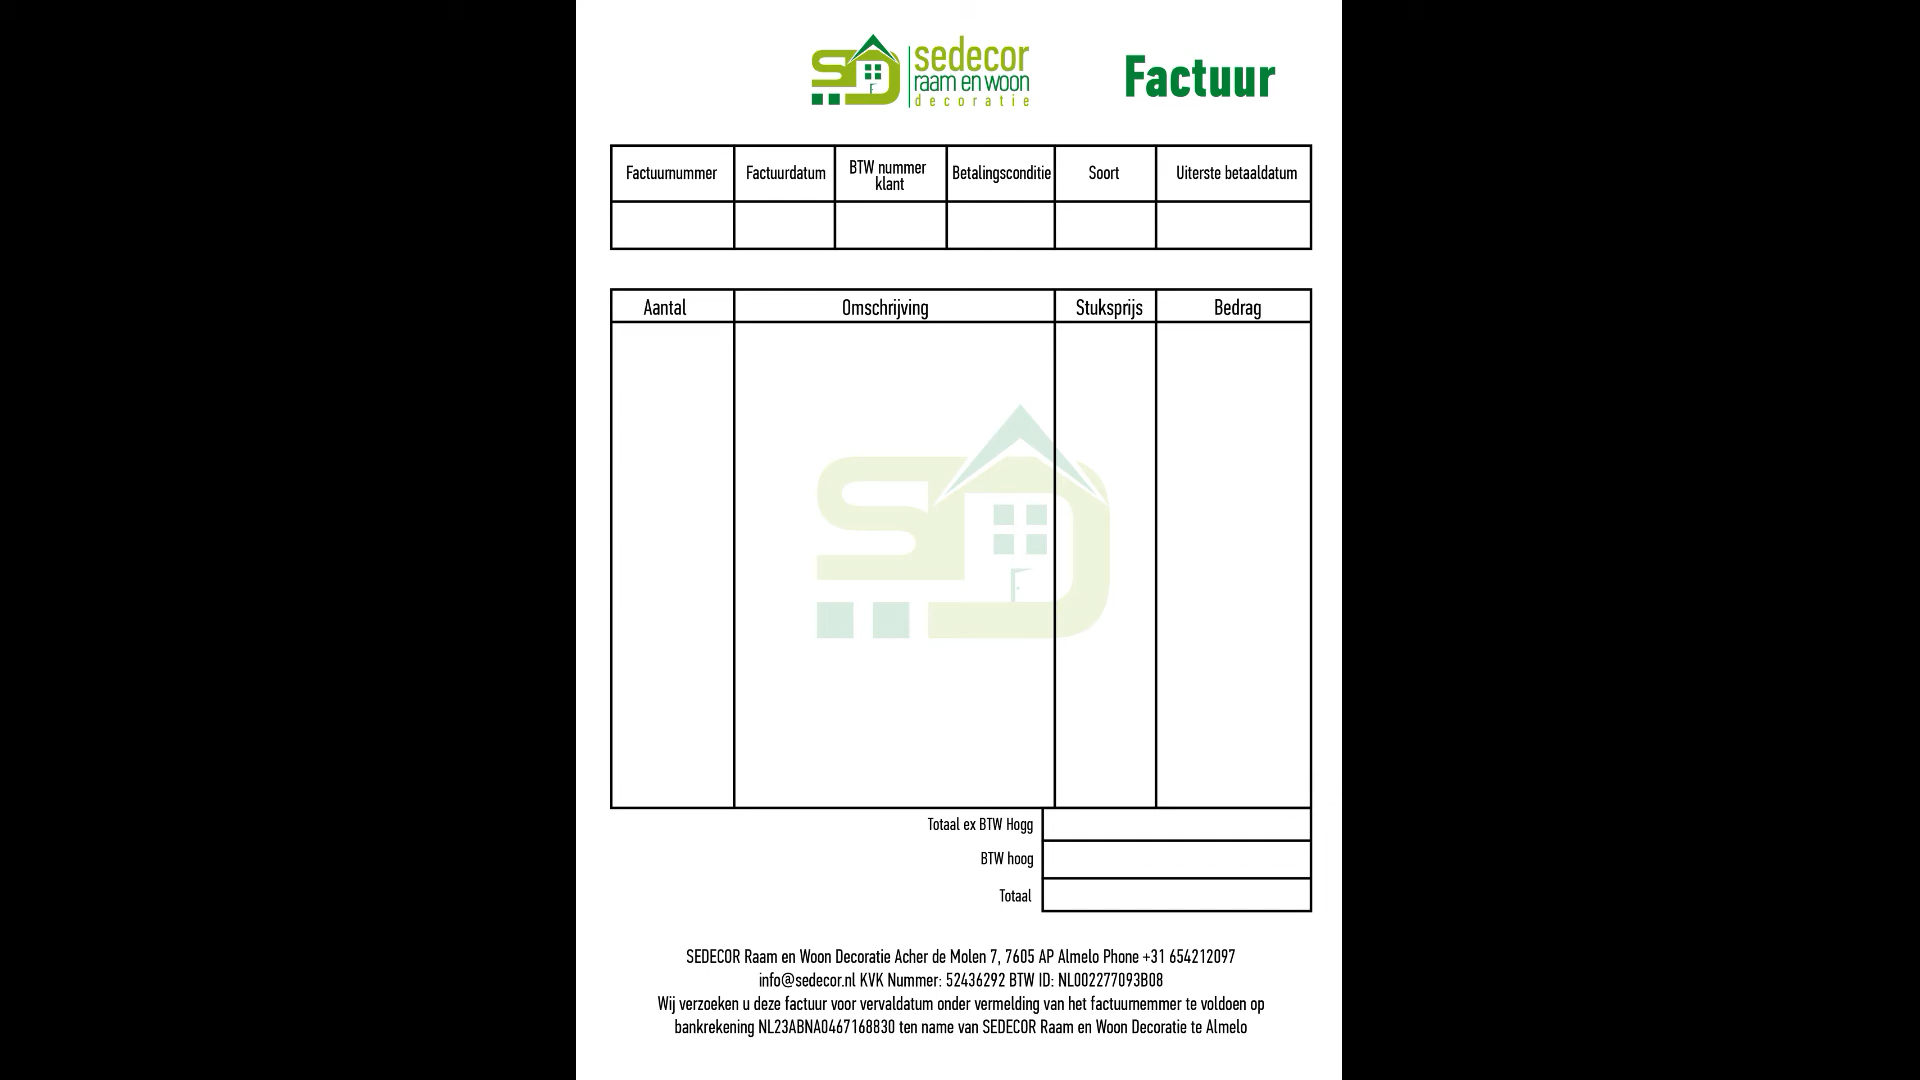 sedecor
raam en woon
decoratie
Factuur
Factuurnummer
Factuurdatum
BTW nummer
klant
Betalingsconditie
Soort
Uiterste betaaldatum
Aantal
Omschrijving
Stuksprijs
Bedrag
Totaal ex BTW Hogg
BTW hoog
Totaal
SEDECOR Raam en Woon Decoratie Acher de Molen 7, 7605 AP Almelo Phone +31 654212097
info@sedecor.nl KVK Nummer: 52436292 BTW ID: NL002277093B08
Wij verzoeken u deze factuur voor vervaldatum onder vermelding van het factuurnemmer te voldoen op
bankrekening NL23ABNA0467168830 ten name van SEDECOR Raam en Woon Decoratie te Almelo